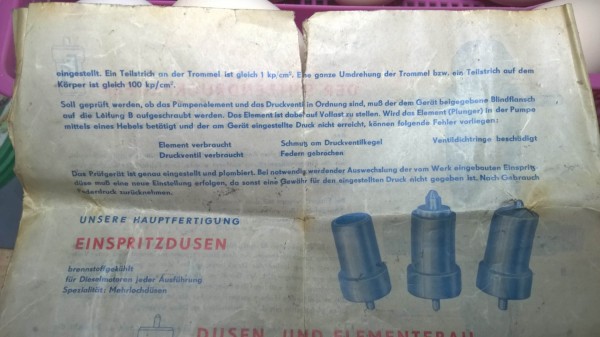 eingestellt. Ein Teilstrich an der Trommel ist gleich 1 kp/cm². Eine ganze Umdrehung der Trommel bzw. ein Teilstrich auf dem
Körper ist gleich 100 kp/cm².
Soll geprüft werden, ob das Pumpenelement und das Druckventil in Ordnung sind, muß der dem Gerät beigegebene Blindflansch
auf die Leitung B aufgeschraubt werden. Das Element ist dabei auf Vollast zu stellen. Wird das Element (Plunger) in der Pumpe
mittels eines Hebels betätigt und der am Gerät eingestellte Druck nicht erreicht, können folgende Fehler vorliegen:
Element verbraucht Schmutz am Druckventilkegel Ventildichtringe beschädigt
Druckventil verbraucht Federn gebrochen
Das Prüfgerät ist genau eingestellt und plombiert. Bei notwendig werdender Auswechslung der vom Werk eingebauten Einspritz-
düse muß eine neue Einstellung erfolgen, da sonst eine Gewähr für den eingestellten Druck nicht gegeben ist. Nach Gebrauch
zurücknehmen.
UNSERE HAUPTFERTIGUNG
EINSPRITZDUSEN
brennstoffgekühlt
für Dieselmotoren jeder Ausführung
Spezialität: Mehrlochdüsen
DUSEN- UND ELEMENTEBAU